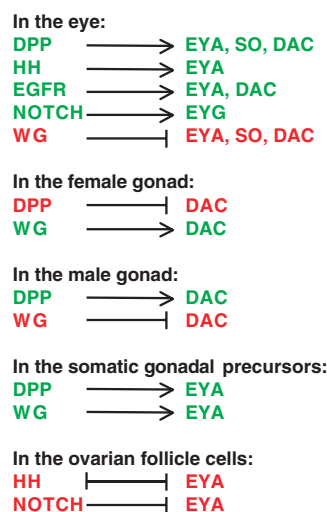 In the eye:
DPP EYA, SO, DAC
HH EYA
EGFR EYA, DAC
NOTCH EYG
WG EYA, SO, DAC
In the female gonad:
DPP DAC
WG DAC
In the male gonad:
DPP DAC
WG DAC
In the somatic gonadal precursors:
DPP EYA
WG EYA
In the ovarian follicle cells:
HH EYA
NOTCH EYA